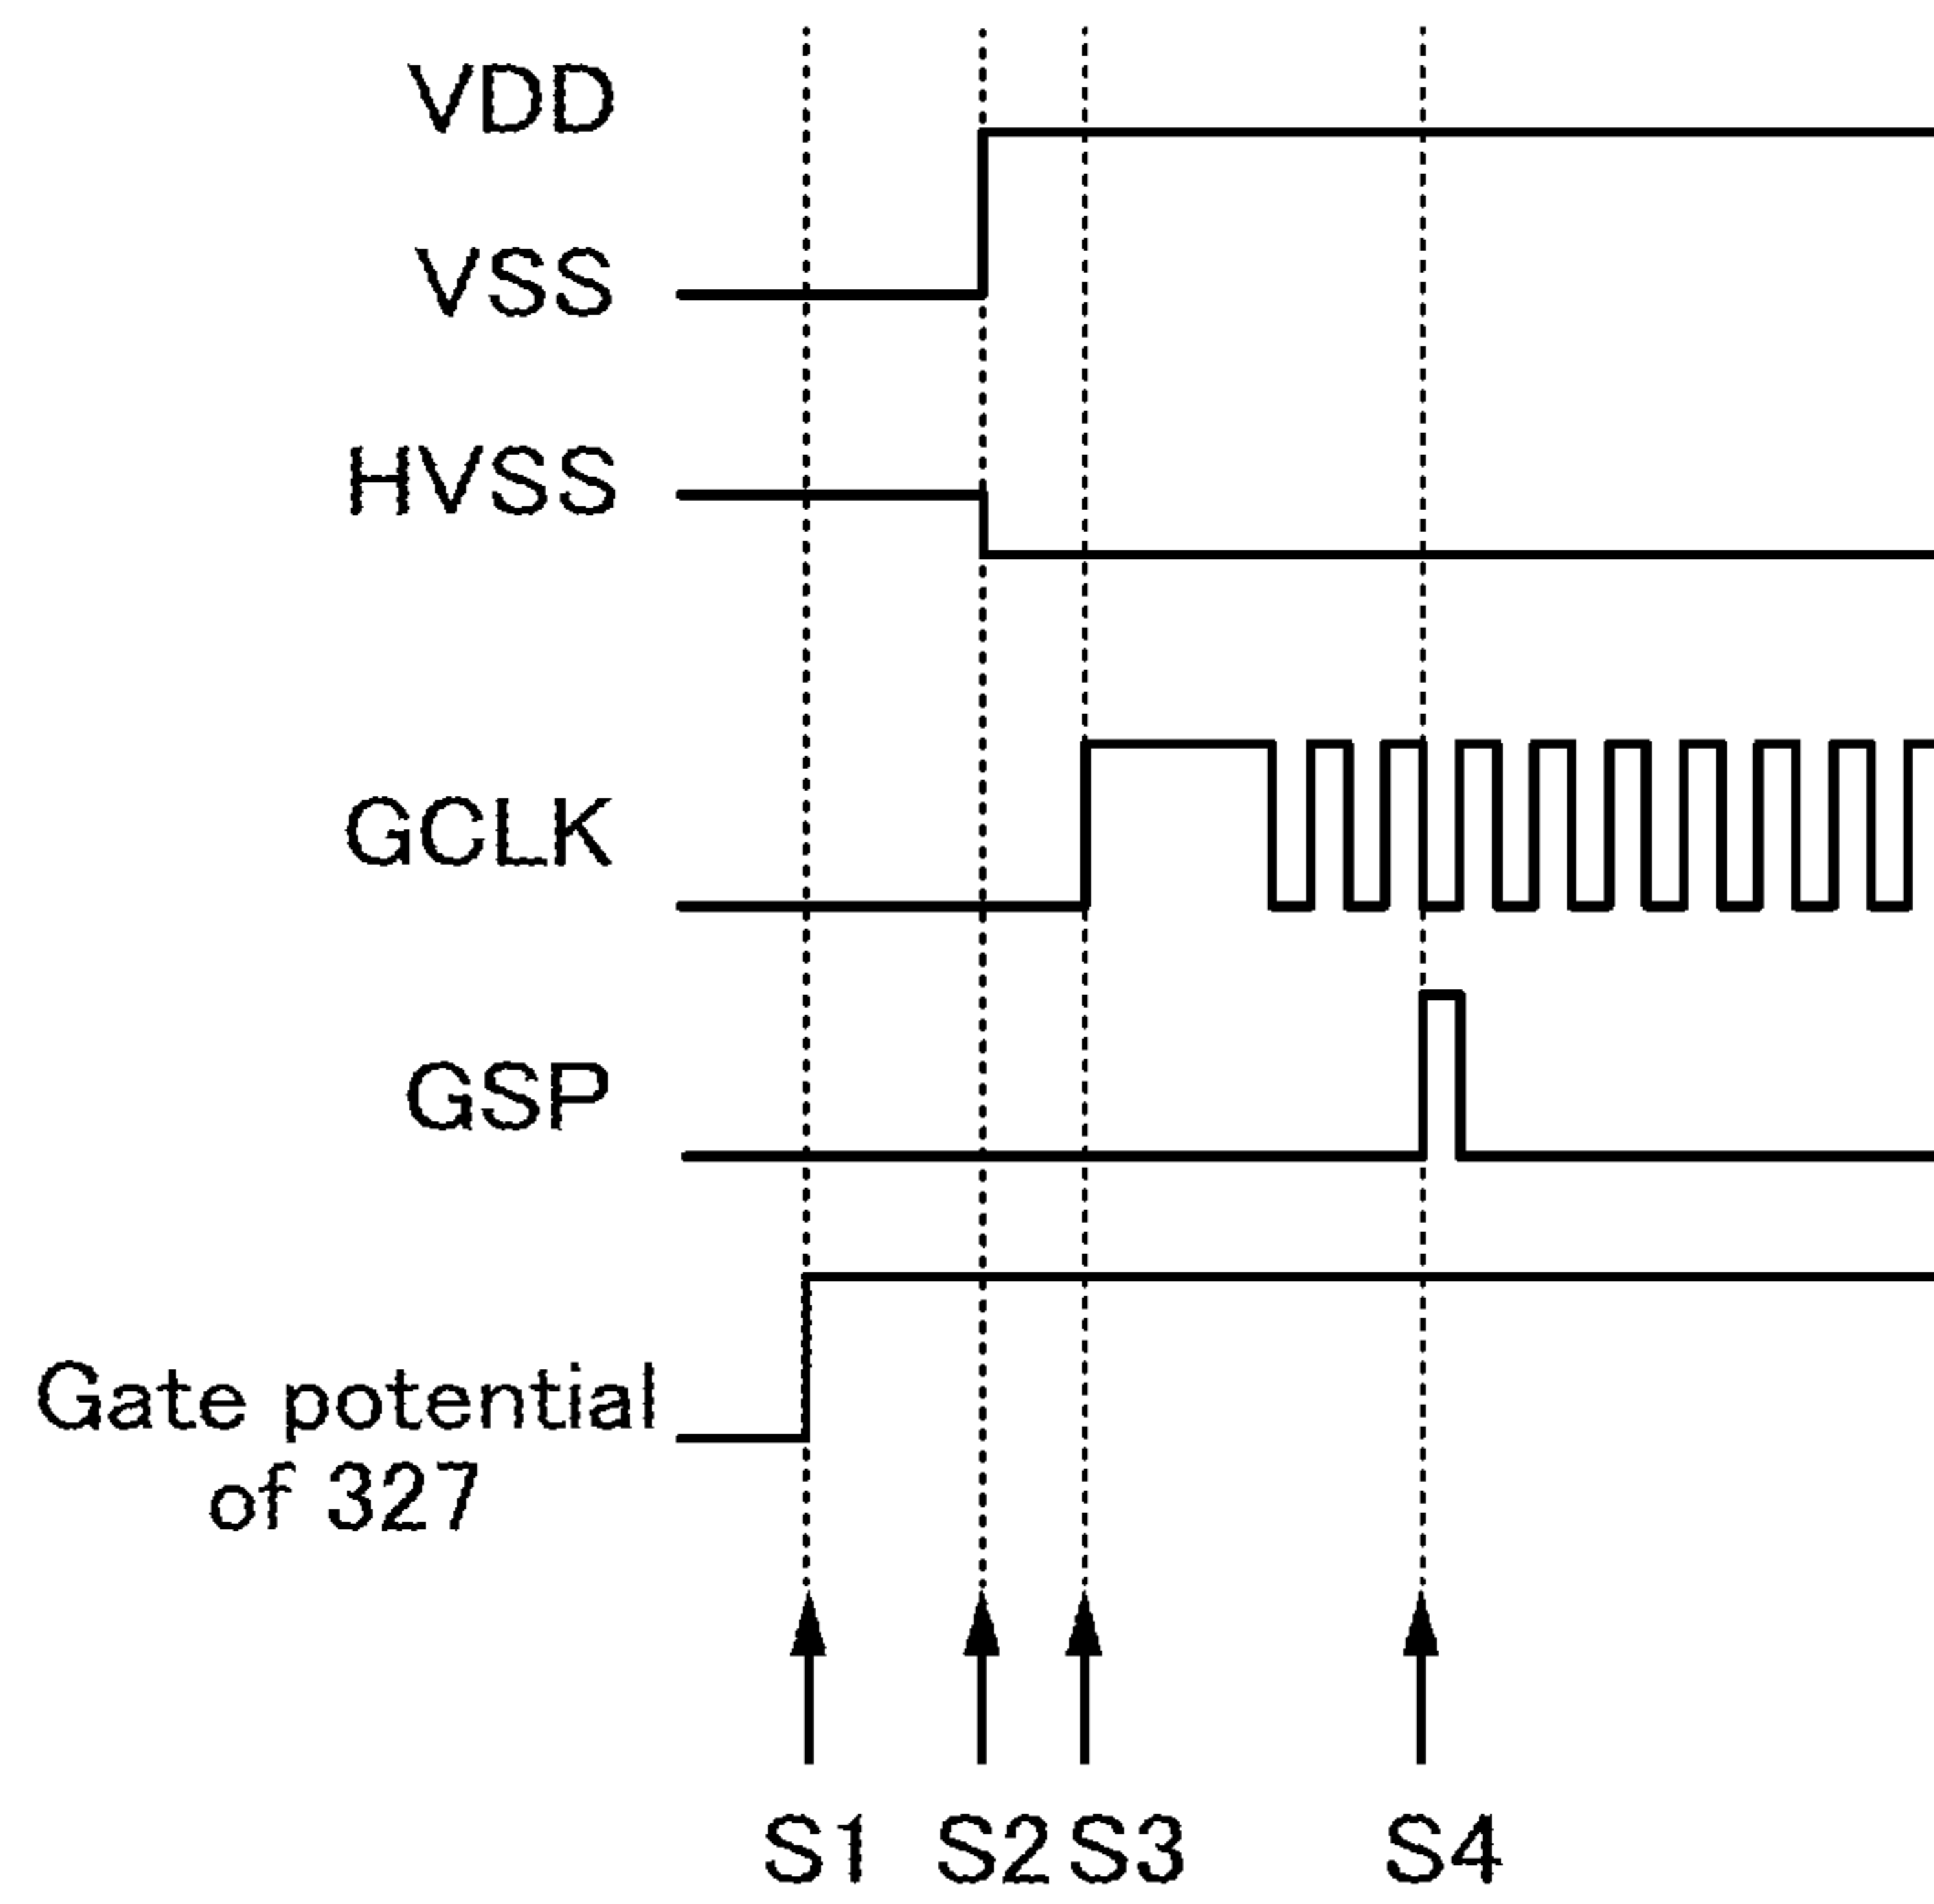 VDD
VSS
HVSS
GCLK
GSP
Gate potential
of 327
S1 S2 S3 S4